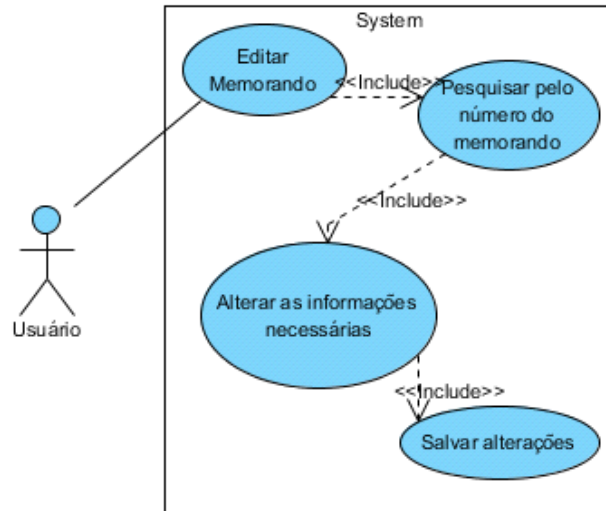 System
Editar
Memorando
<<Include>>
Pesquisar pelo
número do
memorando
<<Include>>
Usuário
Alterar as informações
necessárias
<<Include>>
Salvar alterações